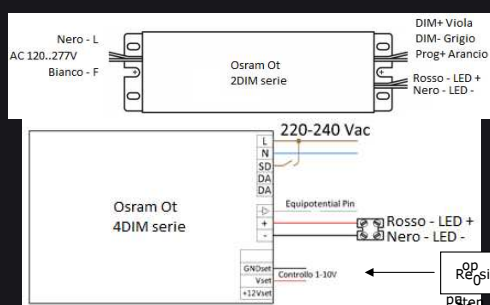 DIM+ Viola
DIM- Grigio
Prog+ Arancio
Nero - L
AC 120..277V
Bianco - F
Osram Ot
2DIM serie
Rosso - LED +
Nero - LED -
220-240 Vac
L
N
SD
DA
DA
Osram Ot
4DIM serie
Equipotential Pin
+
-
Rosso - LED +
Nero - LED -
GNDset
Vset
+12Vset
Controllo 1-10V